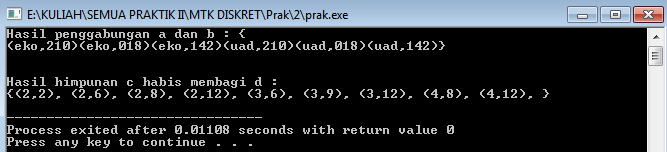 E:\KULIAH\SEMUA PRAKTIK II\MTK DISKRET\Prak\2\prak.exe
Hasil penggabungan a dan b : {
(eko,210)(eko,018)(eko,142)(uad,210)(uad,018)(uad,142)}
Hasil himpunan c habis membagi d :
{(2,2), (2,6), (2,8), (2,12), (3,6), (3,9), (3,12), (4,8), (4,12), }
--------------------------------
Process exited after 0.01108 seconds with return value 0
Press any key to continue . . .